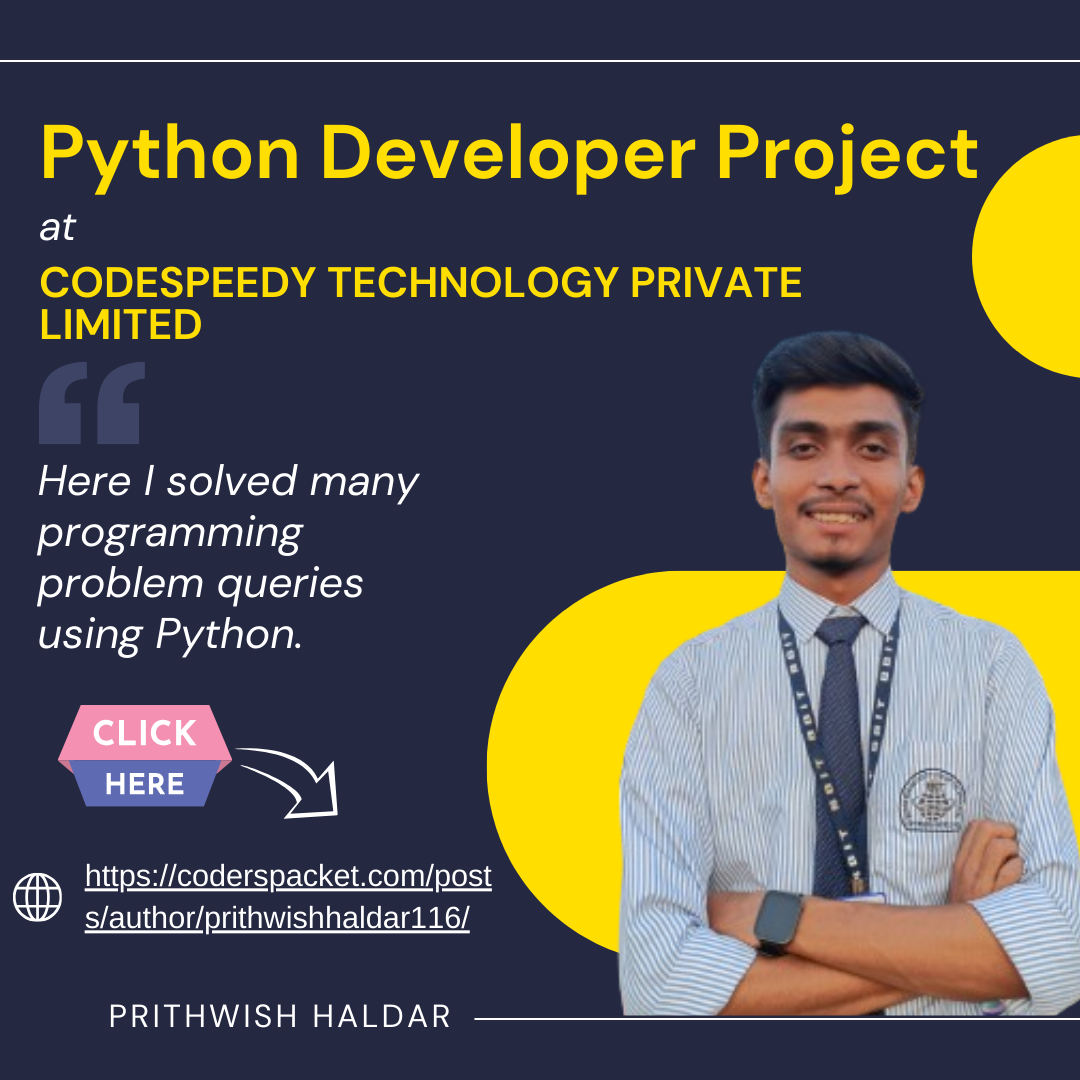 Python Developer Project
at
CODESPEEDY TECHNOLOGY PRIVATE
LIMITED
“
Here I solved many
programming
problem queries
using Python.
CLICK
HERE
https://coderspacket.com/post
s/author/prithwishhaldar116/
PRITHWISH HALDAR